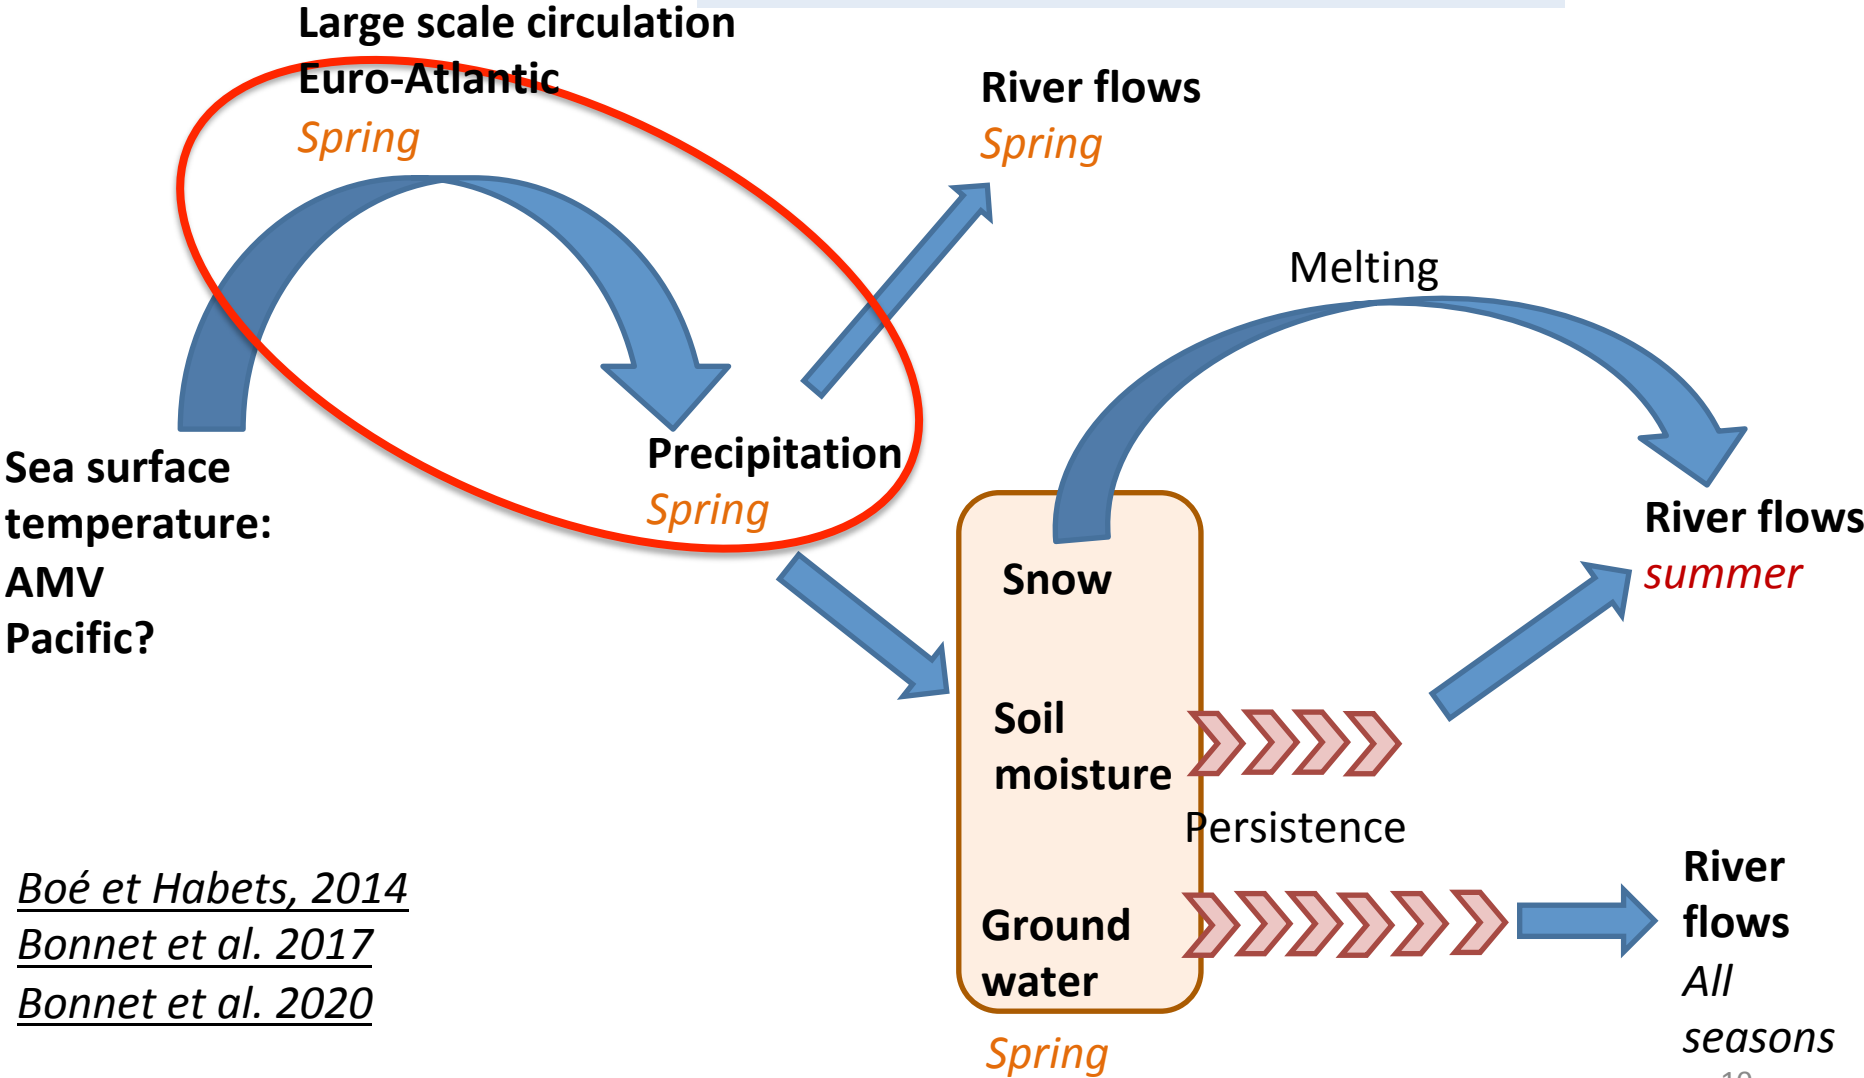 Large scale circulation
Euro-Atlantic
Spring
River flows
Spring
Melting
Precipitation
Spring
Sea surface
temperature:
AMV
Pacific?
River flows
summer
Snow
Soil
moisture
Persistence
Ground
water
Spring
River
flows
All
seasons
Boé et Habets, 2014
Bonnet et al. 2017
Bonnet et al. 2020